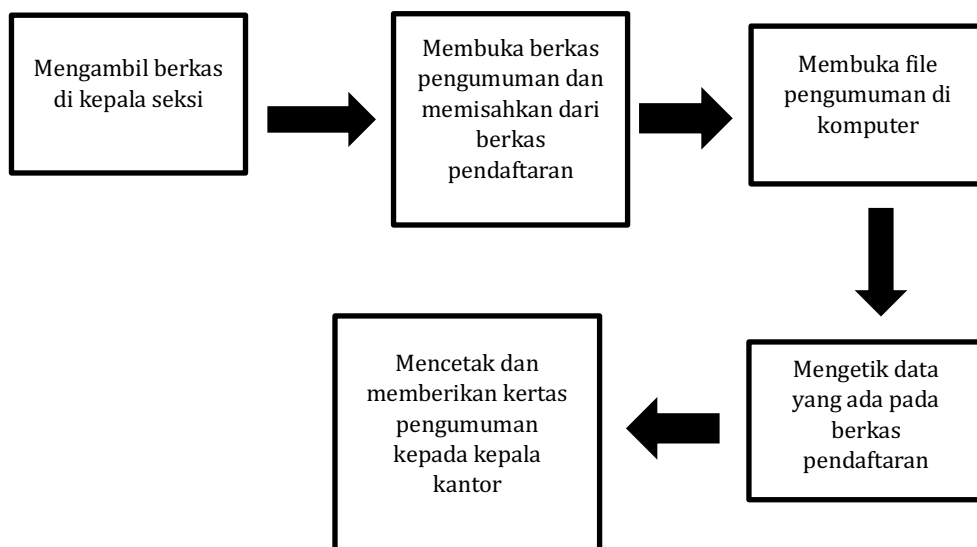 Mengambil berkas
di kepala seksi
Membuka berkas
pengumuman dan
memisahkan dari
berkas
pendaftaran
Membuka file
pengumuman di
komputer
Mengetik data
yang ada pada
berkas
pendaftaran
Mencetak dan
memberikan kertas
pengumuman
kepada kepala
kantor